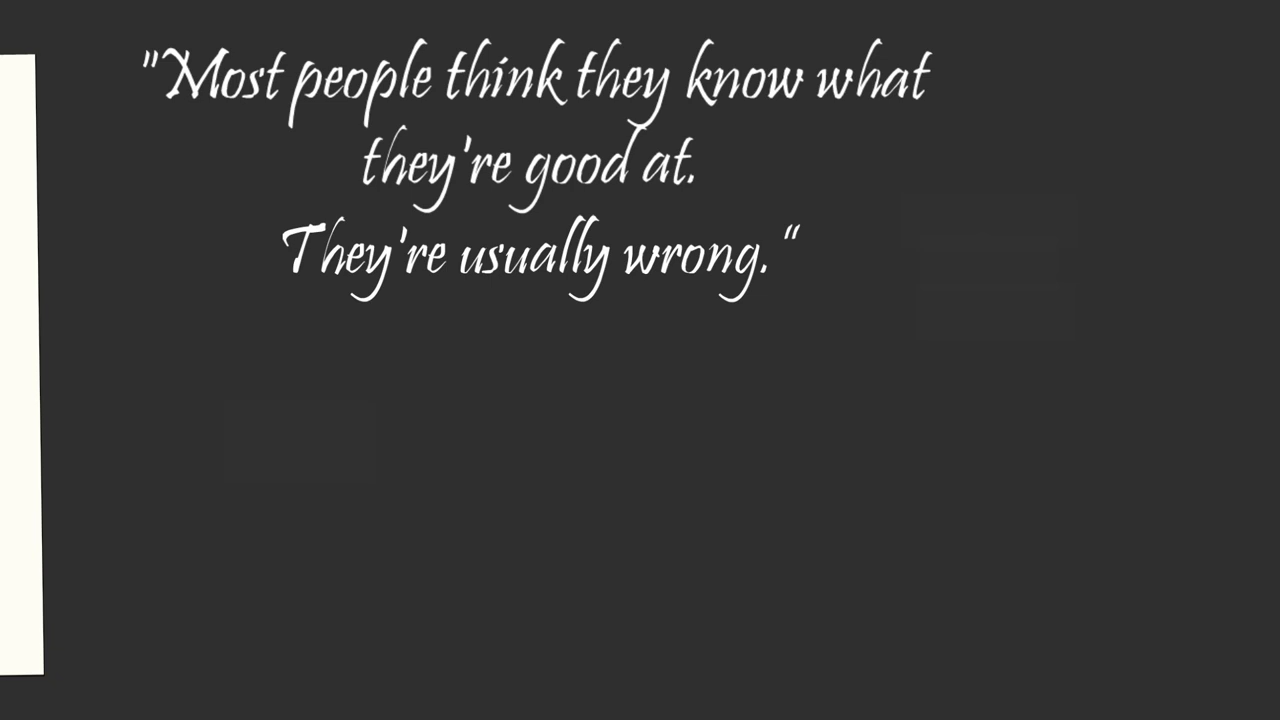 "Most people think they know what
they're good at.
They're usually wrong. “